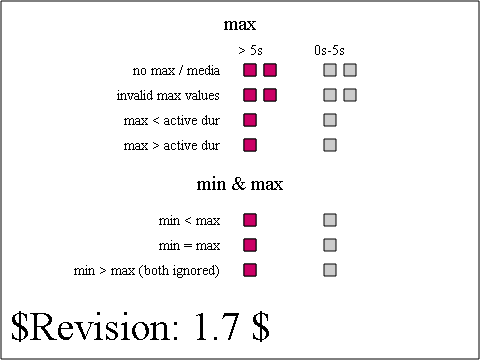 max
> 5s 0s-5s
no max / media
invalid max values
max < active dur
max > active dur
min & max
min < max
min = max
min > max (both ignored)
$Revision: 1.7 $